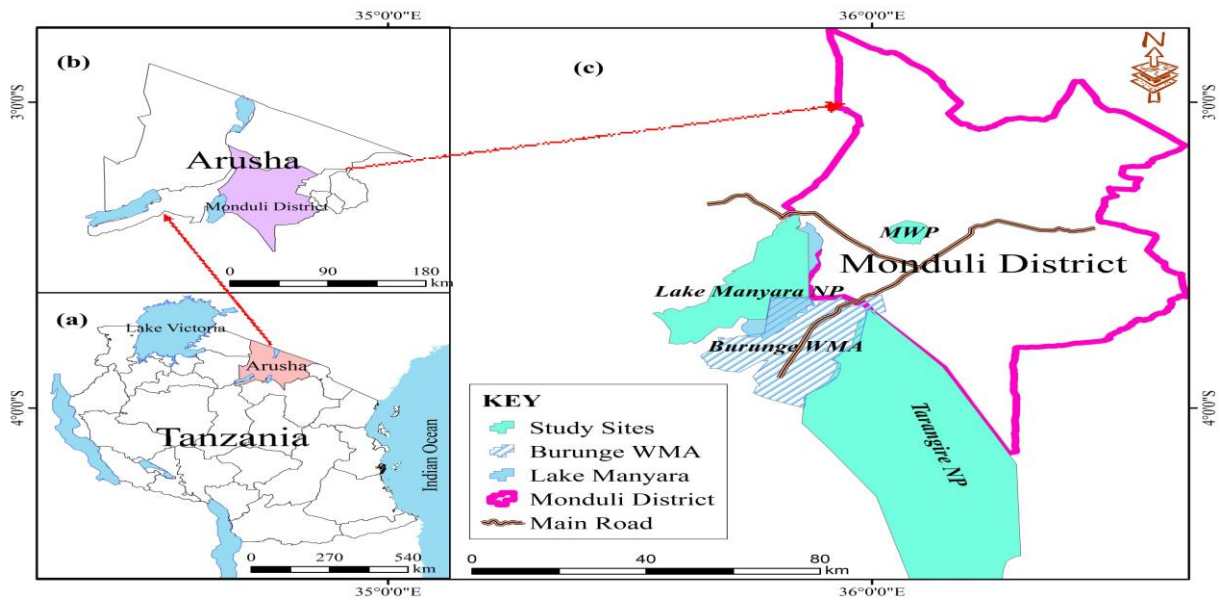 35°0'0"E
36°0'0"E
(b)
Arusha
Monduli District
0 90 180
km
3°0'0"S
(a)
Lake Victoria
Arusha
Tanzania
Indian Ocean
0 270 540
km
4°0'0"S
(c)
N
3°0'0"S
MWP
Monduli District
Lake Manyara NP
Burunge WMA
Tarangire NP
KEY
Study Sites
Burunge WMA
Lake Manyara
Monduli District
Main Road
0 40 80
km
4°0'0"S
35°0'0"E
36°0'0"E